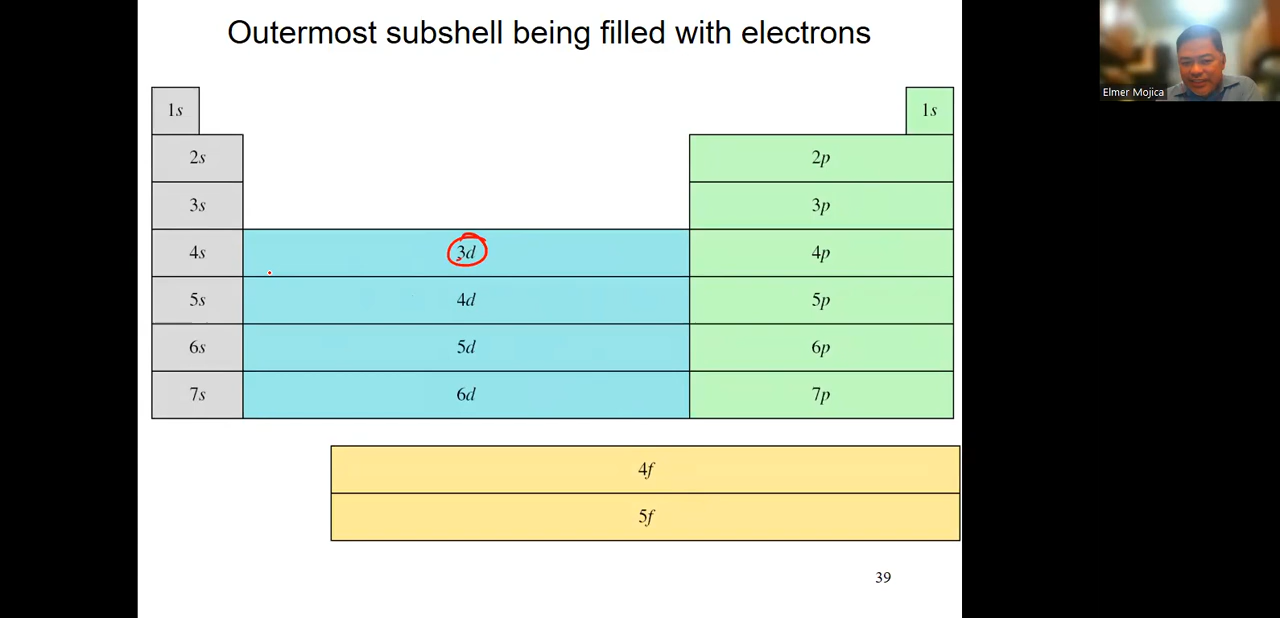 Outermost subshell being filled with electrons
Elmer Mojica
1s 1s
2s 2p
3s 3p
4s 3d 4p
5s 4d 5p
6s 5d 6p
7s 6d 7p
4f
5f
39